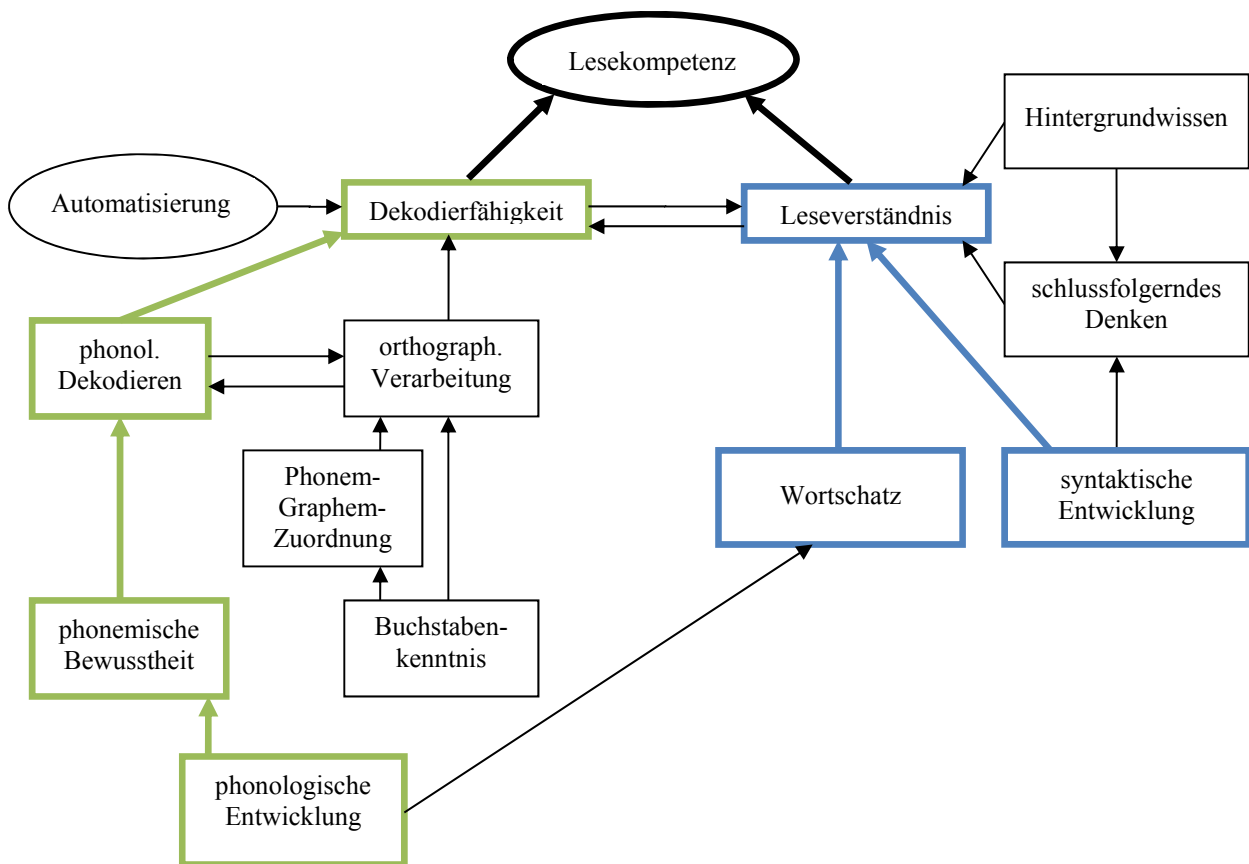 Lesekompetenz
Hintergrundwissen
Automatisierung
Dekodierfähigkeit
Leseverständnis
schlussfolgerndes
Denken
phonol.
Dekodieren
orthograph.
Verarbeitung
Phonem-
Graphem-
Zuordnung
Wortschatz
syntaktische
Entwicklung
phonemische
Bewusstheit
Buchstaben-
kenntnis
phonologische
Entwicklung